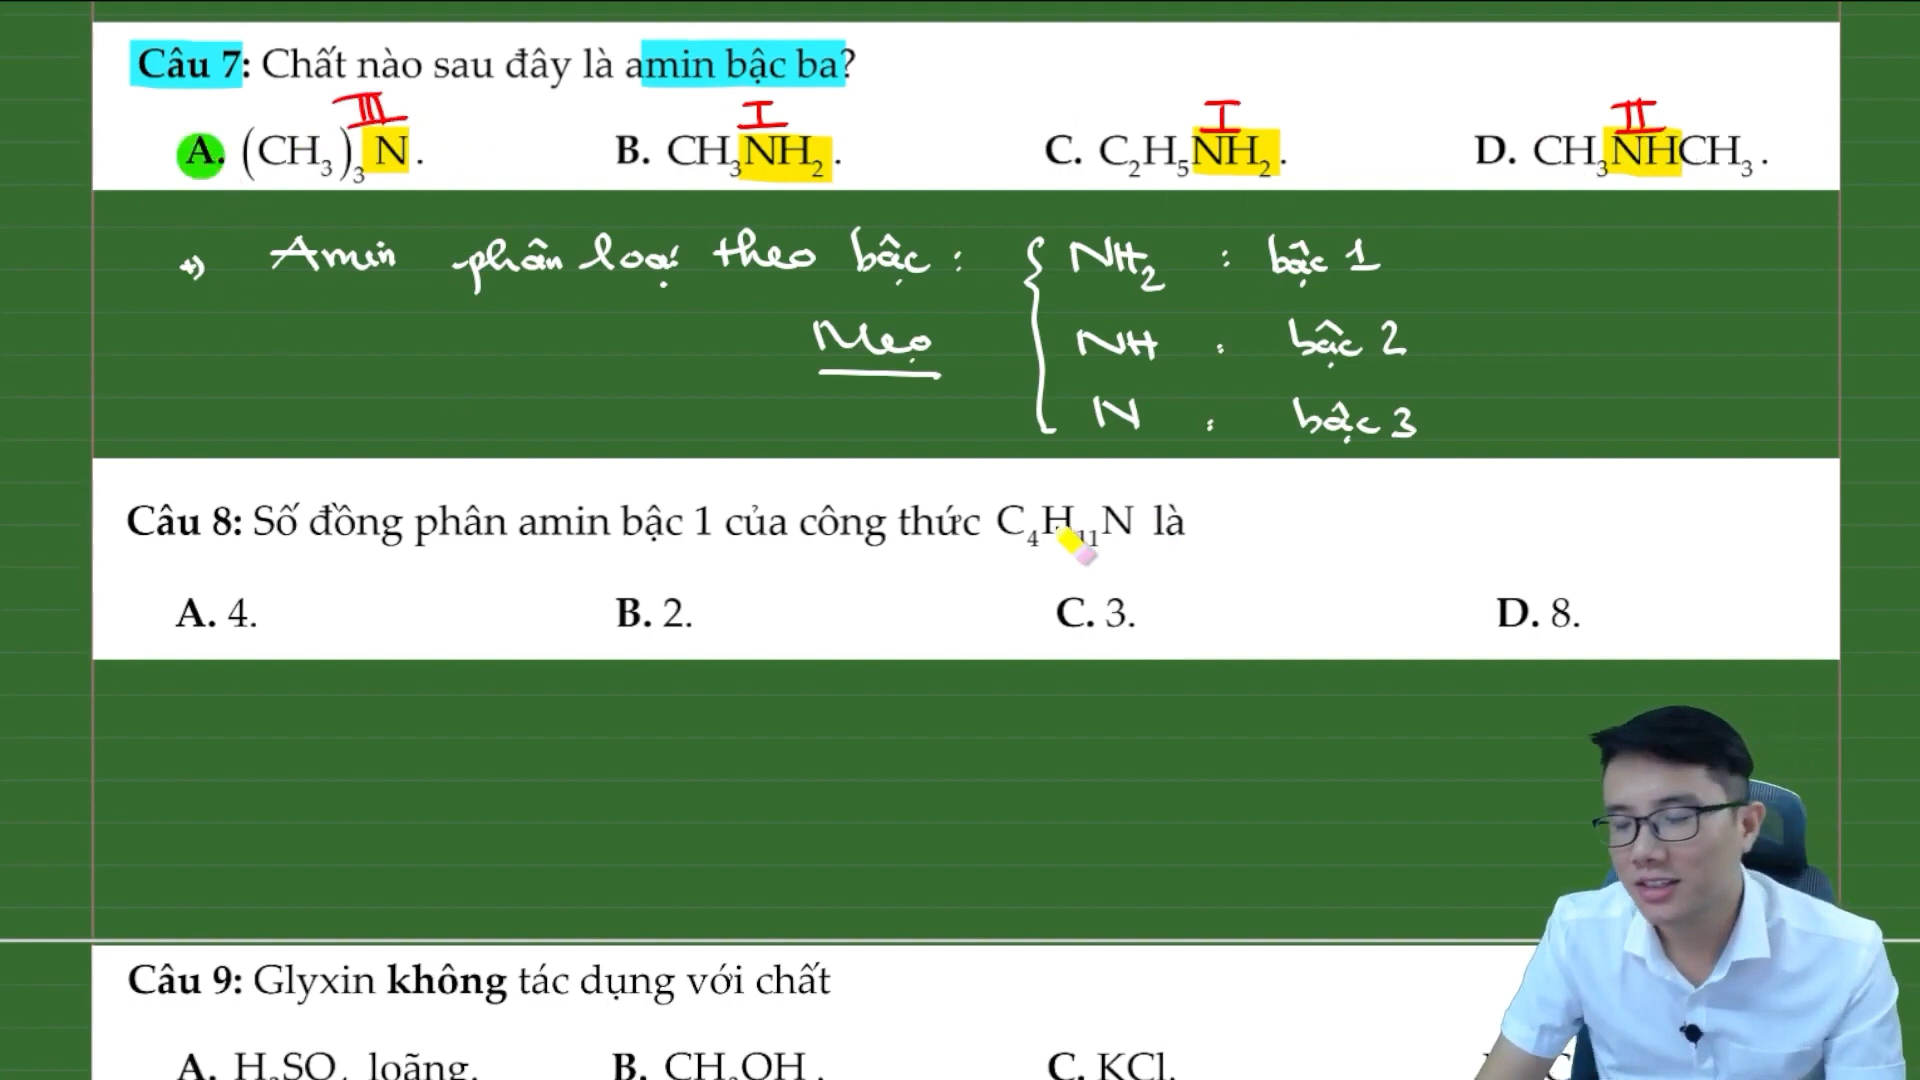 Câu 7: Chất nào sau đây là amin bậc ba?
III I I II
A. (CH₃)₃N. B. CH₃NH₂. C. C₂H₅NH₂. D. CH₃NHCH₃.
*) Amin phân loại theo bậc : { NH₂ : bậc 1
Mẹo NH : bậc 2
N : bậc 3
Câu 8: Số đồng phân amin bậc 1 của công thức C₄H₁₁N là
A. 4. B. 2. C. 3. D. 8.
Câu 9: Glyxin không tác dụng với chất
A. H₂SO₄ loãng. B. CH₃OH. C. KCl.